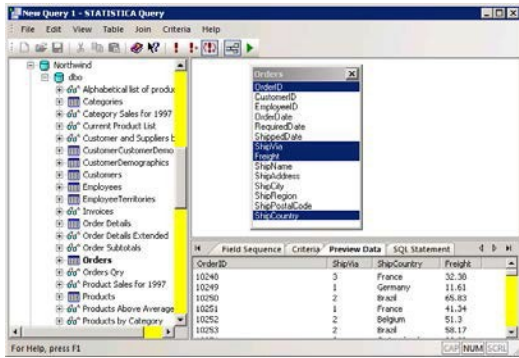 New Query 1 - STATISTICA Query
File Edit View Table Join Criteria Help
Northwind
dbo
Alphabetical list of produc
Categories
Category Sales for 1997
Current Product List
Customer and Suppliers b
CustomerCustomerDemo
CustomerDemographics
Customers
Employees
EmployeeTerritories
Invoices
Order Details
Order Details Extended
Order Subtotals
Orders
Orders Qry
Product Sales for 1997
Products
Products Above Average
Products by Category
Orders
OrderID
CustomerID
EmployeeID
OrderDate
RequiredDate
ShippedDate
ShipVia
Freight
ShipName
ShipAddress
ShipCity
ShipRegion
ShipPostalCode
ShipCountry
Field Sequence Criteria Preview Data SQL Statement
OrderID ShipVia ShipCountry Freight
10248 3 France 32.38
10249 1 Germany 11.61
10250 2 Brazil 65.83
10251 1 France 41.34
10252 2 Belgium 51.3
10253 2 Brazil 58.17
For Help, press F1
CAP NUM SCRL